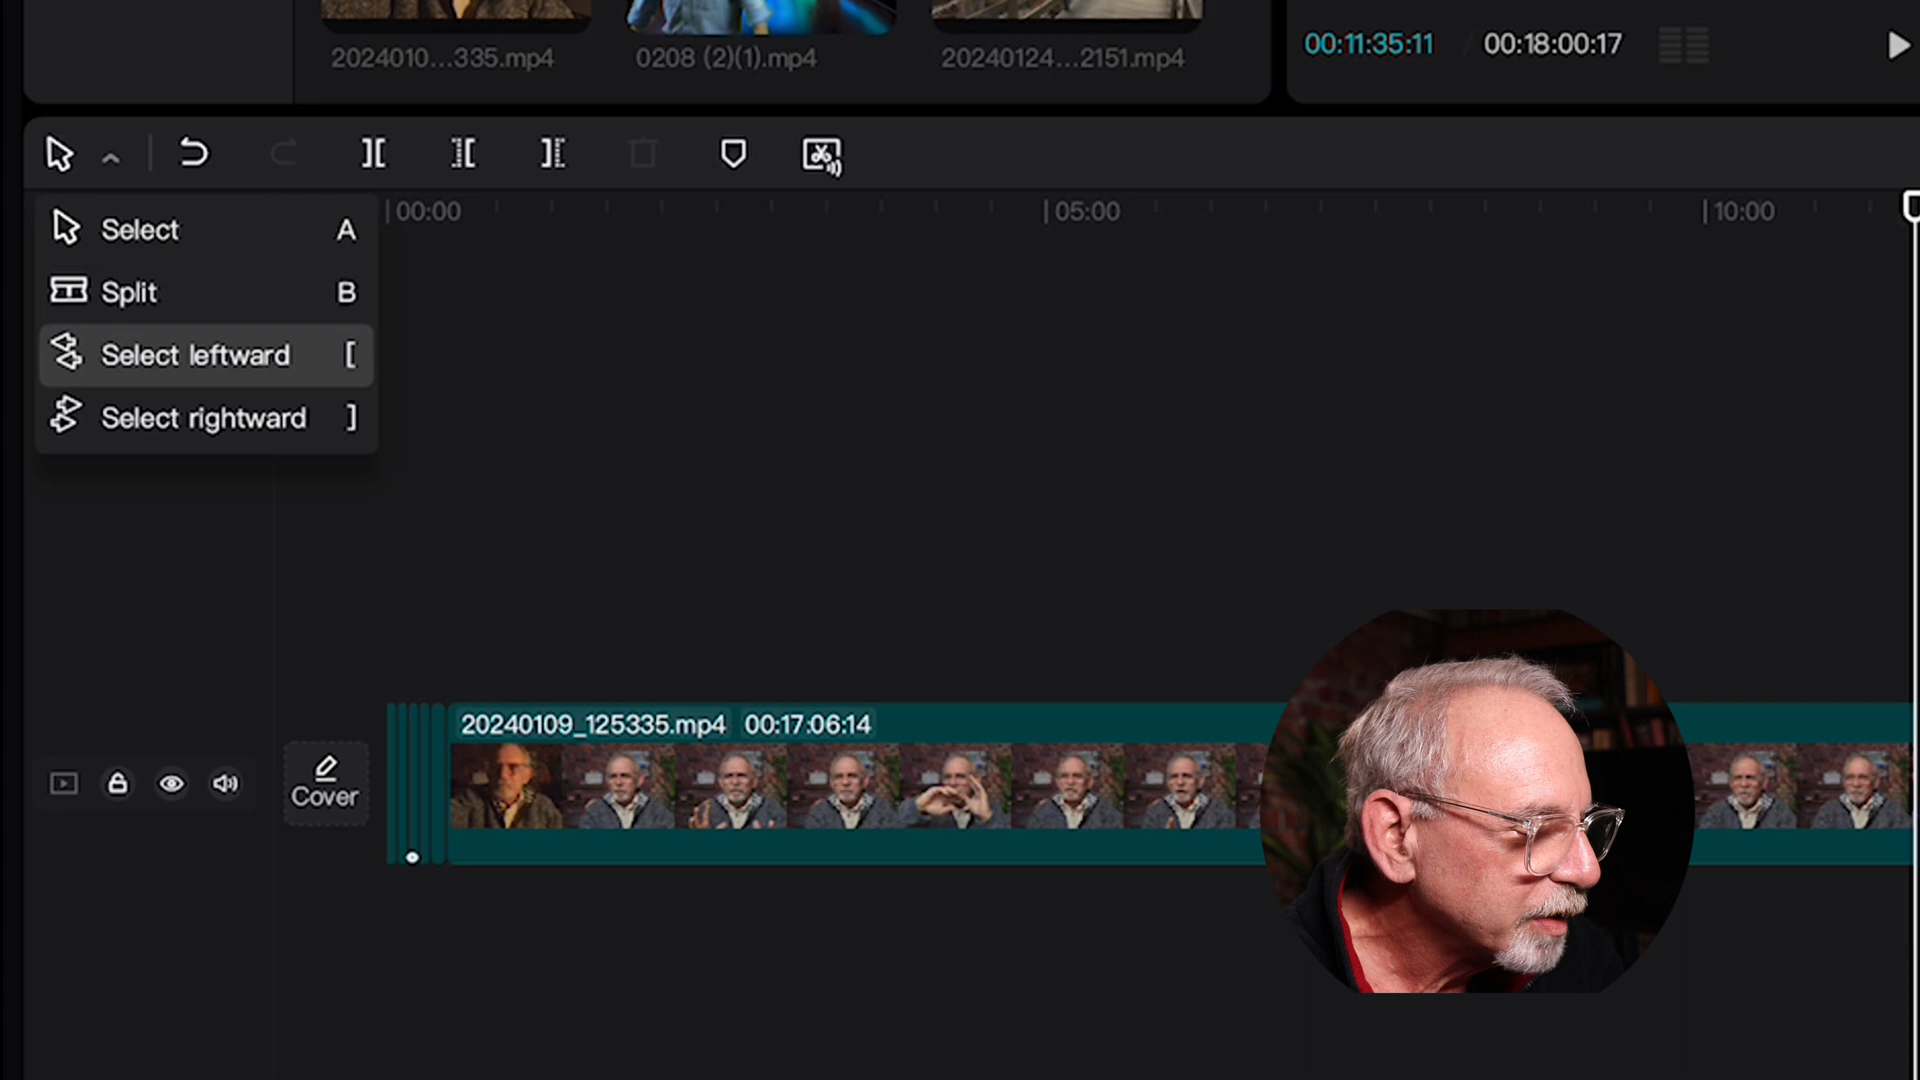 2024010...335.mp4
0208 (2)(1).mp4
20240124...2151.mp4
00:11:35:11 / 00:18:00:17
Select A
Split B
Select leftward [
Select rightward ]
00:00
05:00
10:00
20240109_125335.mp4 00:17:06:14
Cover